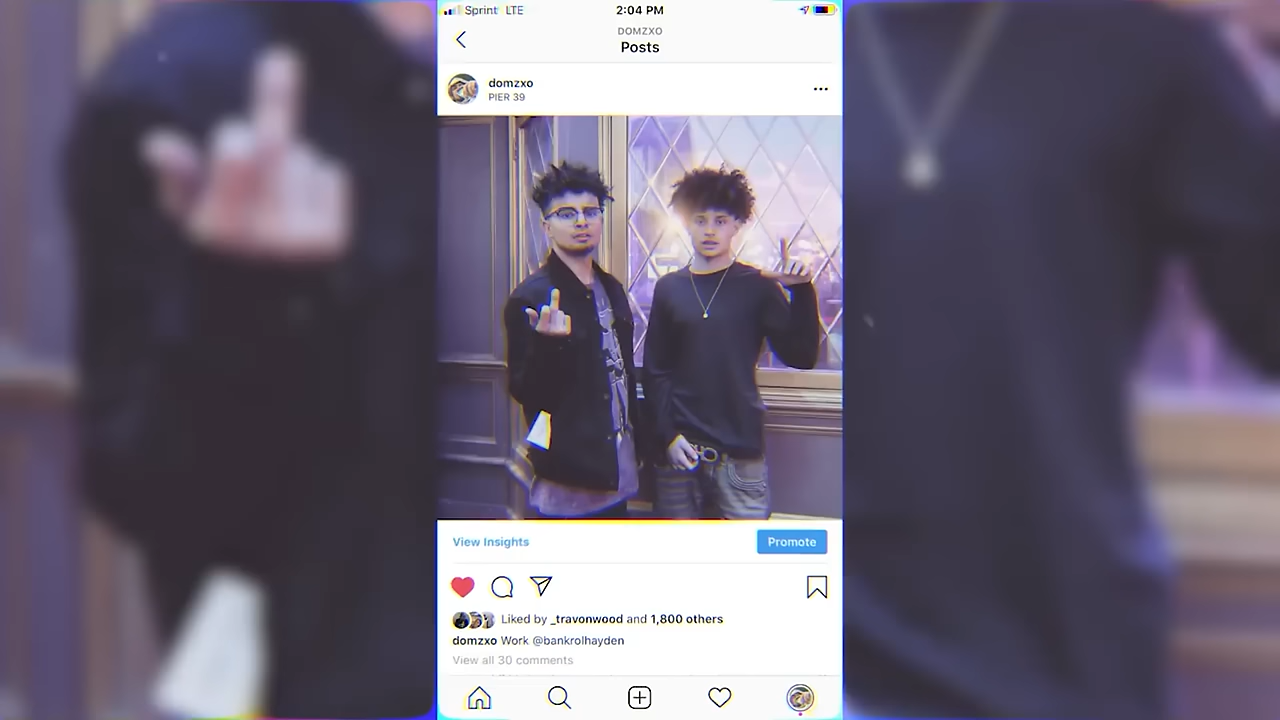 Sprint LTE 2:04 PM
DOMZXO
Posts
domzxo
PIER 39
View Insights
Promote
Liked by _travonwood and 1,800 others
domzxo Work @bankrolhayden
View all 30 comments